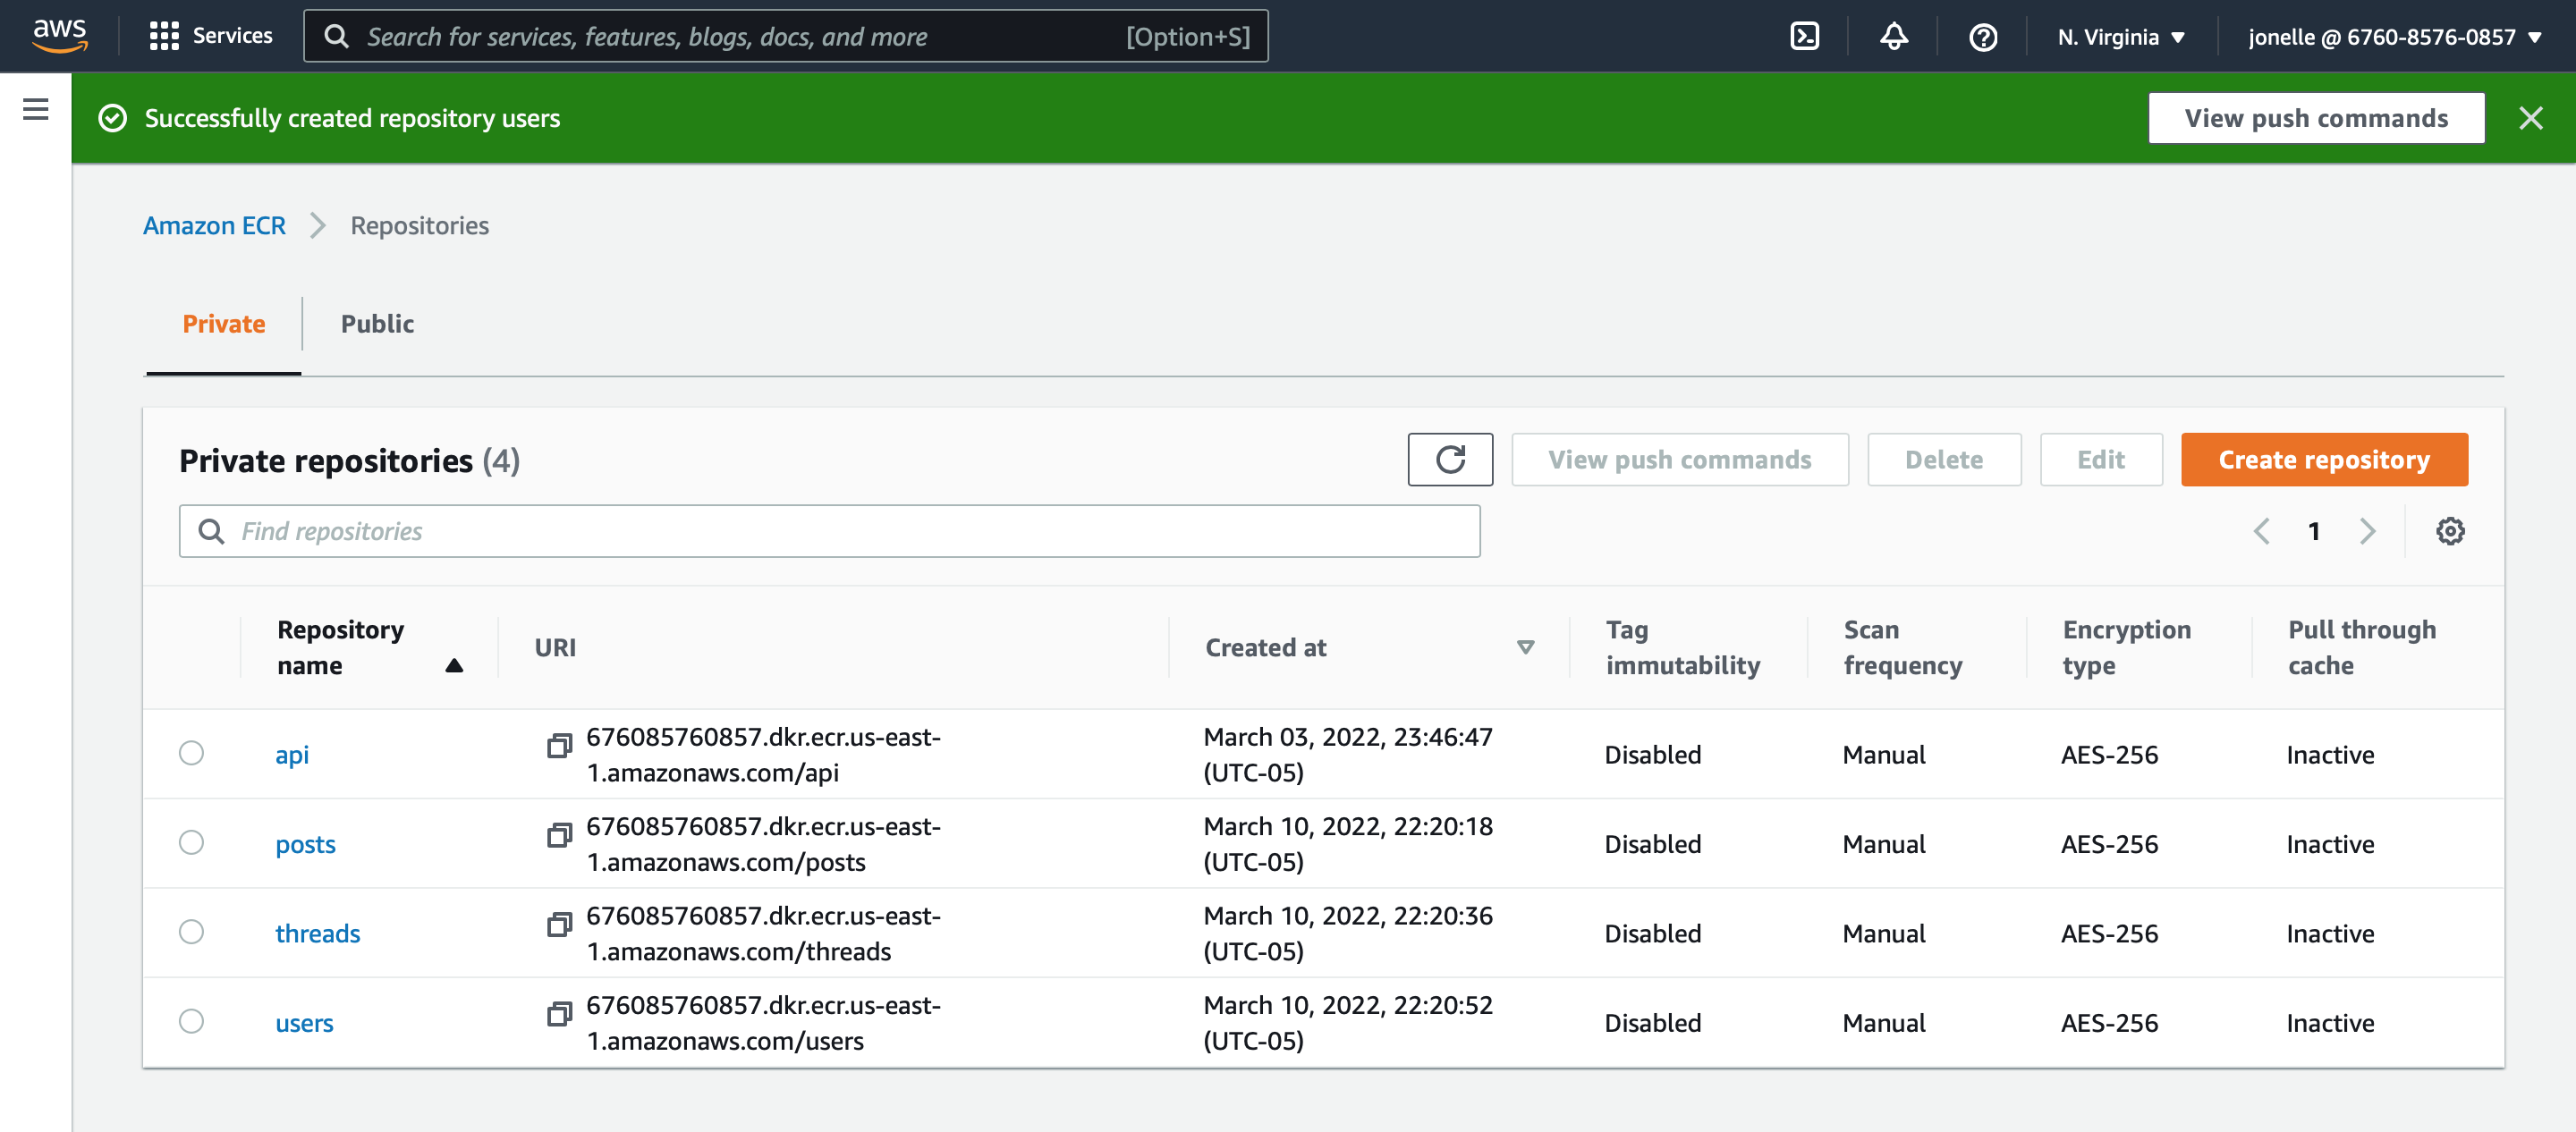 aws
Services
Search for services, features, blogs, docs, and more
[Option+S]
N. Virginia
jonelle @ 6760-8576-0857
Successfully created repository users
View push commands
Amazon ECR
Repositories
Private
Public
Private repositories (4)
View push commands
Delete
Edit
Create repository
Find repositories
1
Repository name
URI
Created at
Tag immutability
Scan frequency
Encryption type
Pull through cache
api
676085760857.dkr.ecr.us-east-
1.amazonaws.com/api
March 03, 2022, 23:46:47
(UTC-05)
Disabled
Manual
AES-256
Inactive
posts
676085760857.dkr.ecr.us-east-
1.amazonaws.com/posts
March 10, 2022, 22:20:18
(UTC-05)
Disabled
Manual
AES-256
Inactive
threads
676085760857.dkr.ecr.us-east-
1.amazonaws.com/threads
March 10, 2022, 22:20:36
(UTC-05)
Disabled
Manual
AES-256
Inactive
users
676085760857.dkr.ecr.us-east-
1.amazonaws.com/users
March 10, 2022, 22:20:52
(UTC-05)
Disabled
Manual
AES-256
Inactive